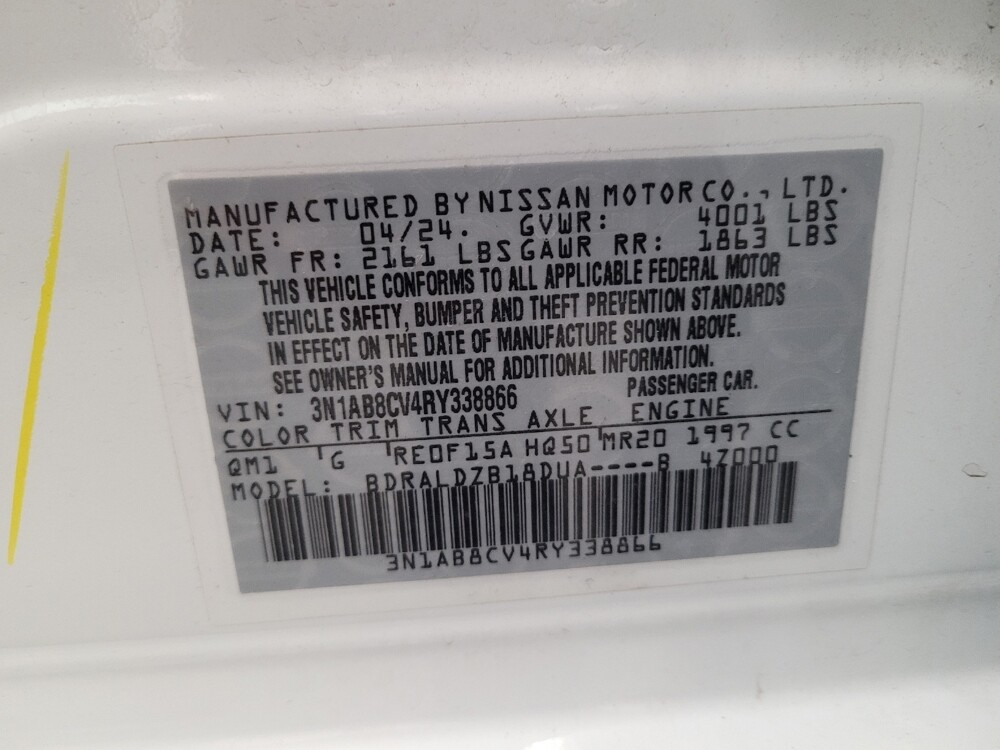 MANUFACTURED BY NISSAN MOTOR CO., LTD.
DATE: 04/24. GVWR: 4001 LBS
GAWR FR: 2161 LBS GAWR RR: 1863 LBS
THIS VEHICLE CONFORMS TO ALL APPLICABLE FEDERAL MOTOR
VEHICLE SAFETY, BUMPER AND THEFT PREVENTION STANDARDS
IN EFFECT ON THE DATE OF MANUFACTURE SHOWN ABOVE.
SEE OWNER'S MANUAL FOR ADDITIONAL INFORMATION.
VIN: 3N1AB8CV4RY338866 PASSENGER CAR.
COLOR TRIM TRANS AXLE ENGINE
QM1 G RE0F15A HQ50 MR20 1997 CC
MODEL: BDRALDZB18DUA----B 4Z000
3N1AB8CV4RY338866